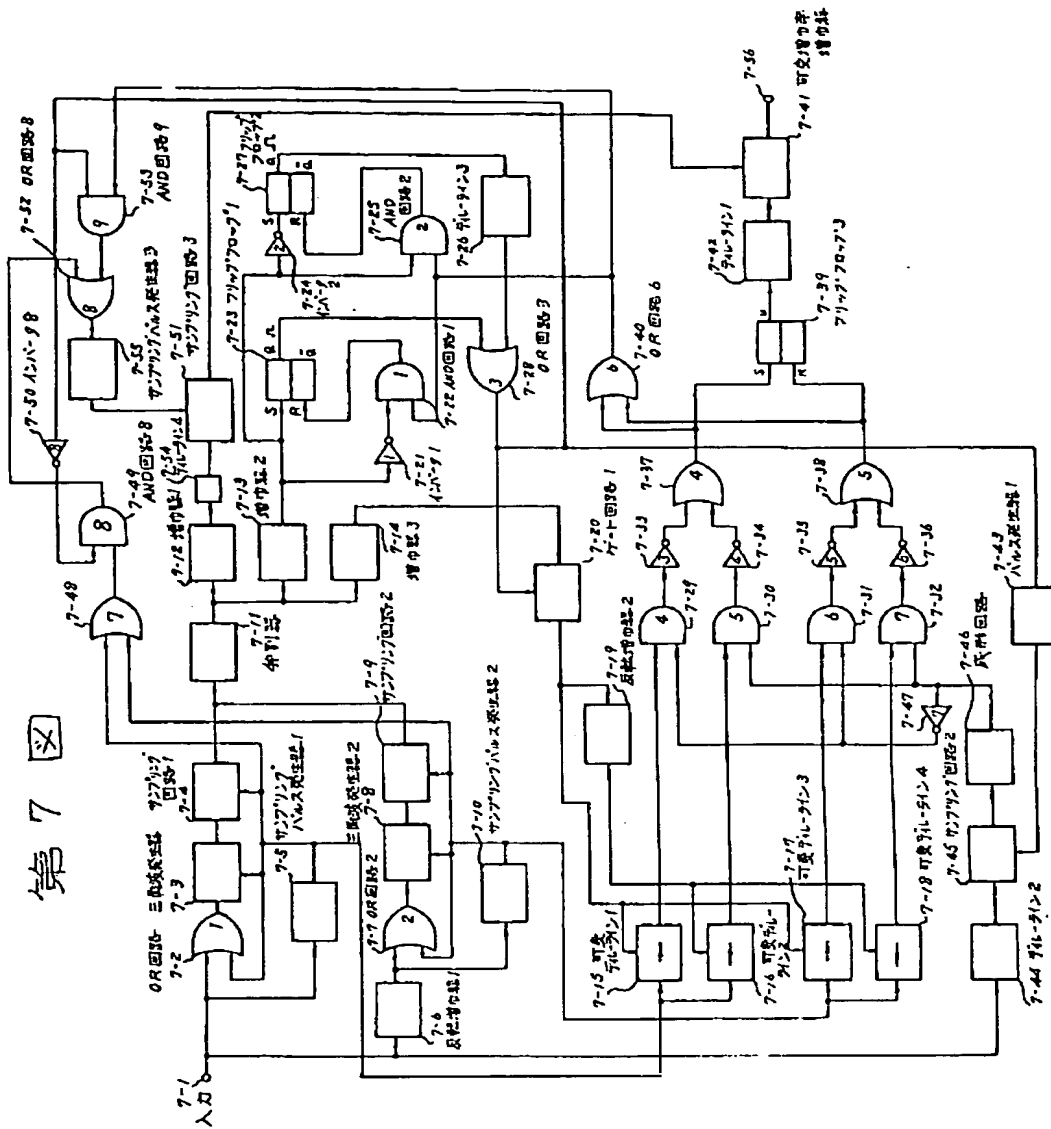 第 7 図
7-1
入力
7-2
OR回路1
三角波発生器1
7-3
サンプリング
回路1
7-4
サンプリング
パルス発生器1
7-5
7-6
反転増巾器1
7-7 OR回路2
三角波発生器2
7-8
7-9
サンプリング回路2
7-10
サンプリングパルス発生器2
7-11
7-12 増巾器1
7-13
増巾器2
7-14
増巾器3
7-15 可変
ディレーライン1
7-16 可変ディレー
ライン2
7-17
可変ディレーライン3
7-18 可変ディレーライン4
7-19
反転増巾器2
7-20
ゲート回路1
7-21
インバータ1
7-22 AND回路1
7-23 フリップフロップ1
7-24
インバータ
2
7-25
AND
回路2
7-26 ディレーライン3
7-27 フリップ
フロップ2
7-28
OR回路3
7-29
7-30
7-31
7-32
7-33
7-34
7-35
7-36
7-37
7-38
7-39
フリップフロップ3
7-40
OR回路6
7-41 可変増巾率
増巾器
7-42
ディレーライン1
7-43
パルス発生器1
7-44 ディレーライン2
7-45 サンプリング回路2
7-46
7-47
7-48
7-49
AND回路8
7-50 インバータ8
7-51
サンプリング回路3
7-52 OR回路8
7-53
AND回路9
7-54
ディレーライン4
7-55
サンプリングパルス発生器3
7-56
S
R
Q
Q̄
S
R
Q
Q̄
S
R
1
2
1
2
1
2
3
4
5
6
7
4
5
6
7
8
8
9